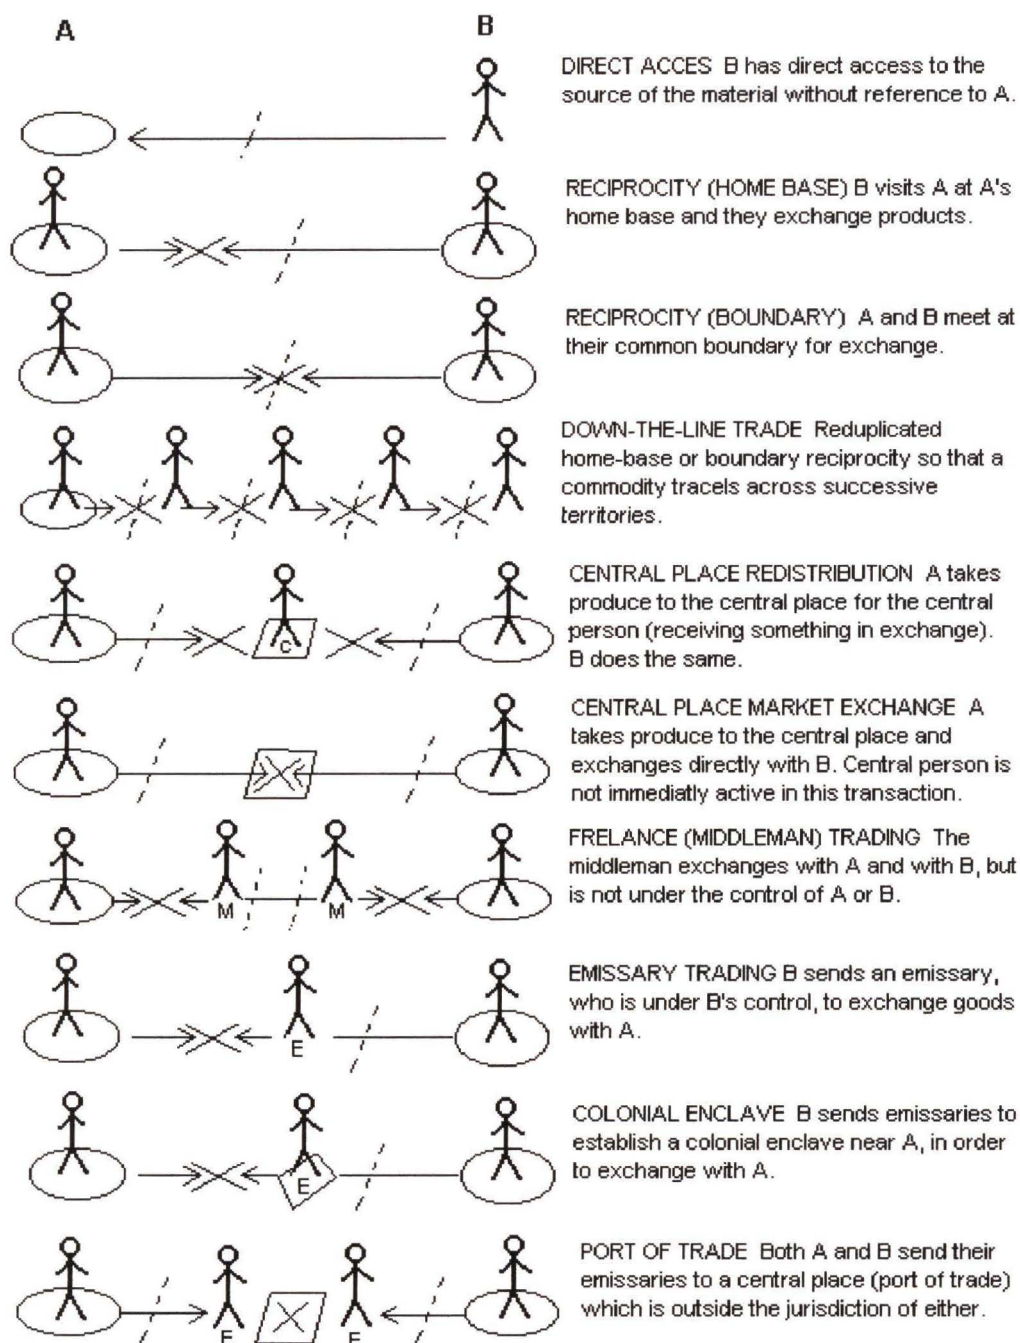 A
B
DIRECT ACCES B has direct access to the
source of the material without reference to A.
RECIPROCITY (HOME BASE) B visits A at A's
home base and they exchange products.
RECIPROCITY (BOUNDARY) A and B meet at
their common boundary for exchange.
DOWN-THE-LINE TRADE Reduplicated
home-base or boundary reciprocity so that a
commodity tracels across successive
territories.
CENTRAL PLACE REDISTRIBUTION A takes
produce to the central place for the central
person (receiving something in exchange).
B does the same.
C
CENTRAL PLACE MARKET EXCHANGE A
takes produce to the central place and
exchanges directly with B. Central person is
not immediatly active in this transaction.
FRELANCE (MIDDLEMAN) TRADING The
middleman exchanges with A and with B, but
is not under the control of A or B.
M
M
EMISSARY TRADING B sends an emissary,
who is under B's control, to exchange goods
with A.
E
COLONIAL ENCLAVE B sends emissaries to
establish a colonial enclave near A, in order
to exchange with A.
E
PORT OF TRADE Both A and B send their
emissaries to a central place (port of trade)
which is outside the jurisdiction of either.